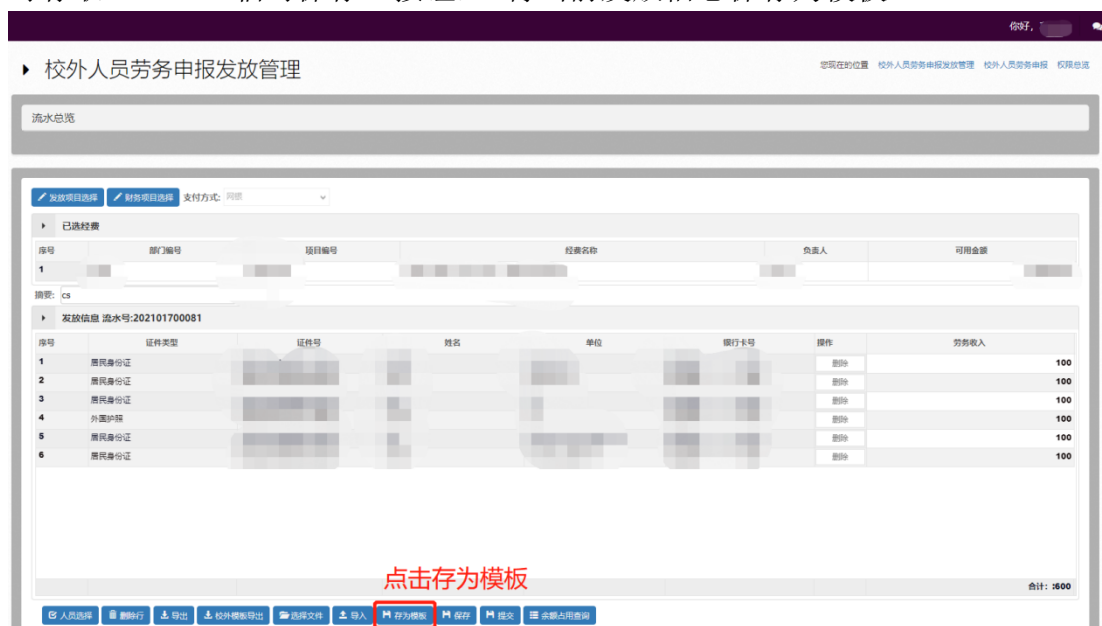 你好,
校外人员劳务申报发放管理
您现在的位置 校外人员劳务申报发放管理 校外人员劳务申报 权限总览
流水总览
发放项目选择 财务项目选择 支付方式: 网银
已选经费
序号 部门编号 项目编号 经费名称 负责人 可用金额
1
摘要: cs
发放信息 流水号:202101700081
序号 证件类型 证件号 姓名 单位 银行卡号 操作 劳务收入
1 居民身份证 删除 100
2 居民身份证 删除 100
3 居民身份证 删除 100
4 外国护照 删除 100
5 居民身份证 删除 100
6 居民身份证 删除 100
点击存为模板
合计: :600
人员选择 删除行 导出 校外模板导出 选择文件 导入 存为模板 保存 提交 余额占用查询